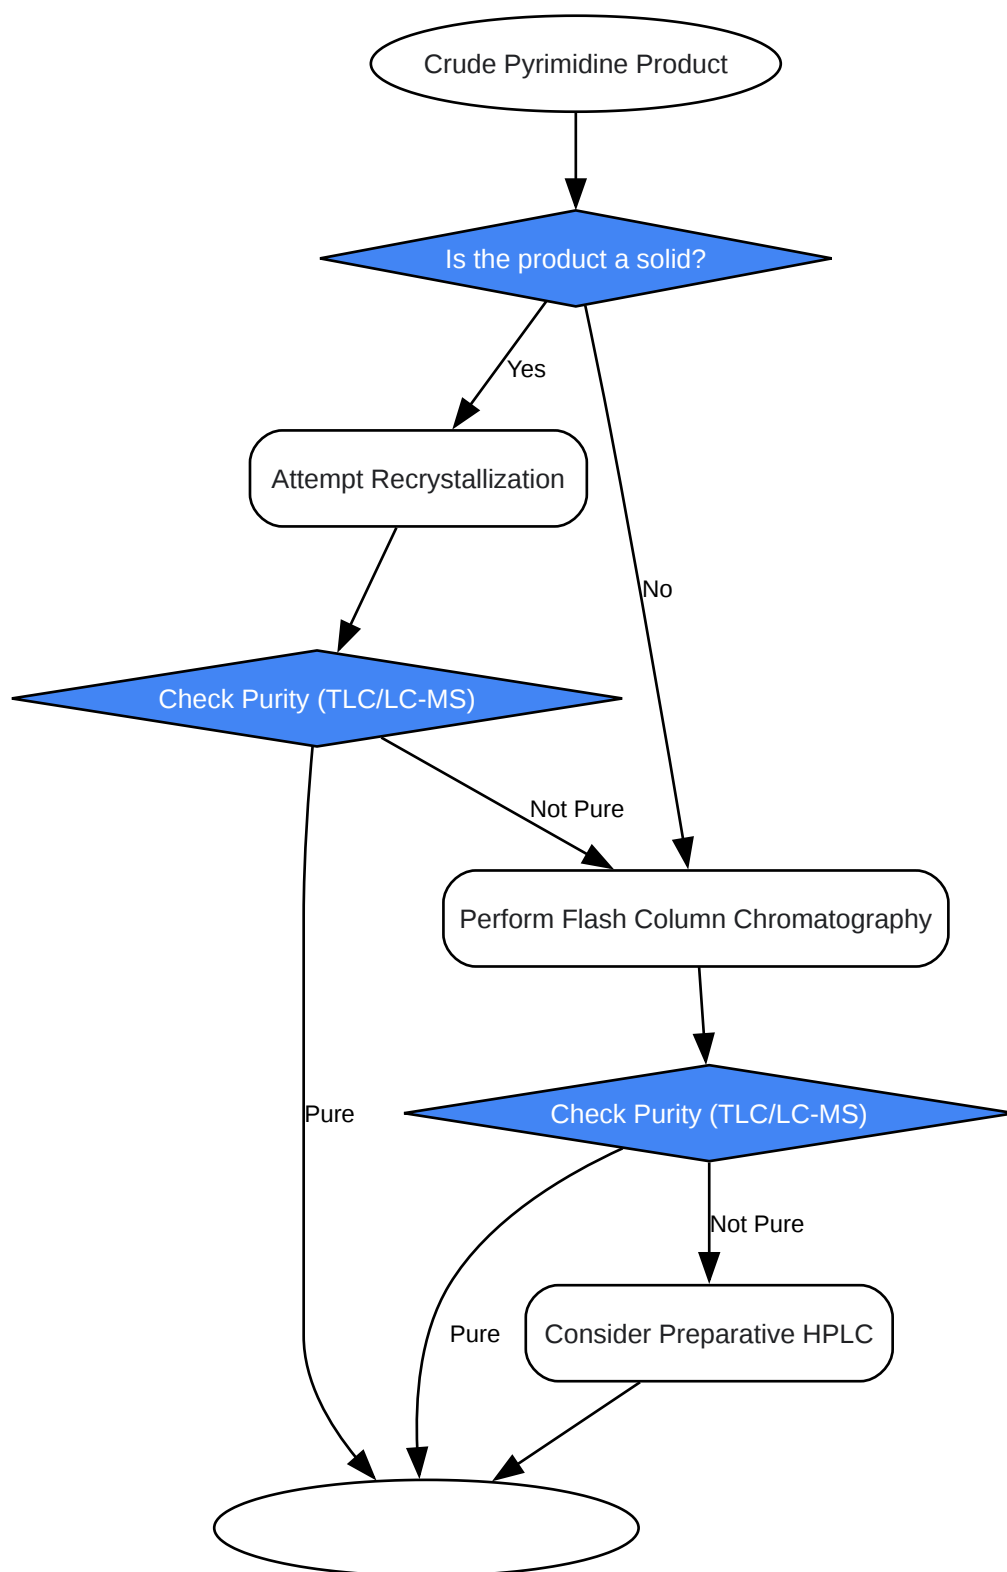 Crude Pyrimidine Product
Is the product a solid?
Yes
Attempt Recrystallization
No
Check Purity (TLC/LC-MS)
Not Pure
Perform Flash Column Chromatography
Pure
Check Purity (TLC/LC-MS)
Not Pure
Pure
Consider Preparative HPLC